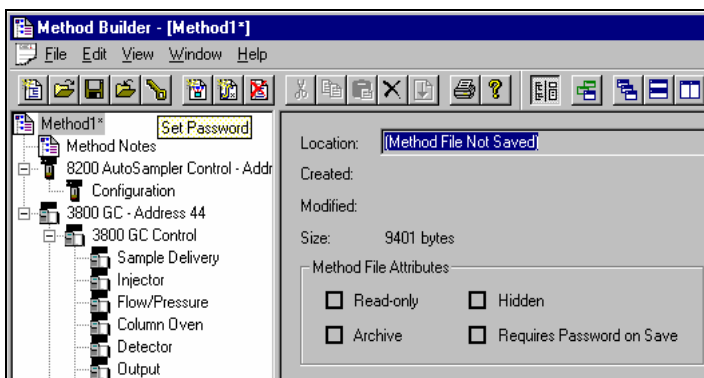 Method Builder - [Method1*]
File Edit View Window Help
Method1*
Set Password
Method Notes
8200 AutoSampler Control - Addr
Configuration
3800 GC - Address 44
3800 GC Control
Sample Delivery
Injector
Flow/Pressure
Column Oven
Detector
Output
Location: (Method File Not Saved)
Created:
Modified:
Size: 9401 bytes
Method File Attributes
Read-only Hidden
Archive Requires Password on Save